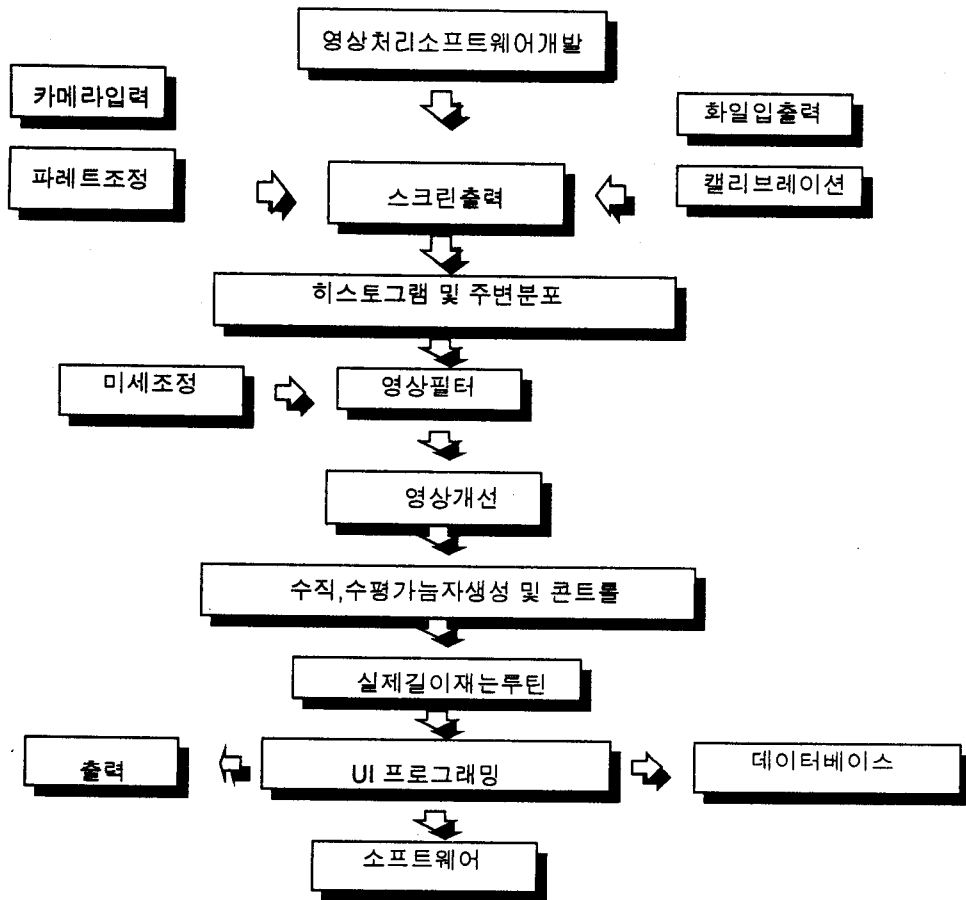 영상처리소프트웨어개발
카메라입력
화일입출력
파레트조정
스크린출력
캘리브레이션
히스토그램 및 주변분포
미세조정
영상필터
영상개선
수직,수평가늠자생성 및 콘트롤
실제길이재는루틴
출력
UI 프로그래밍
데이터베이스
소프트웨어